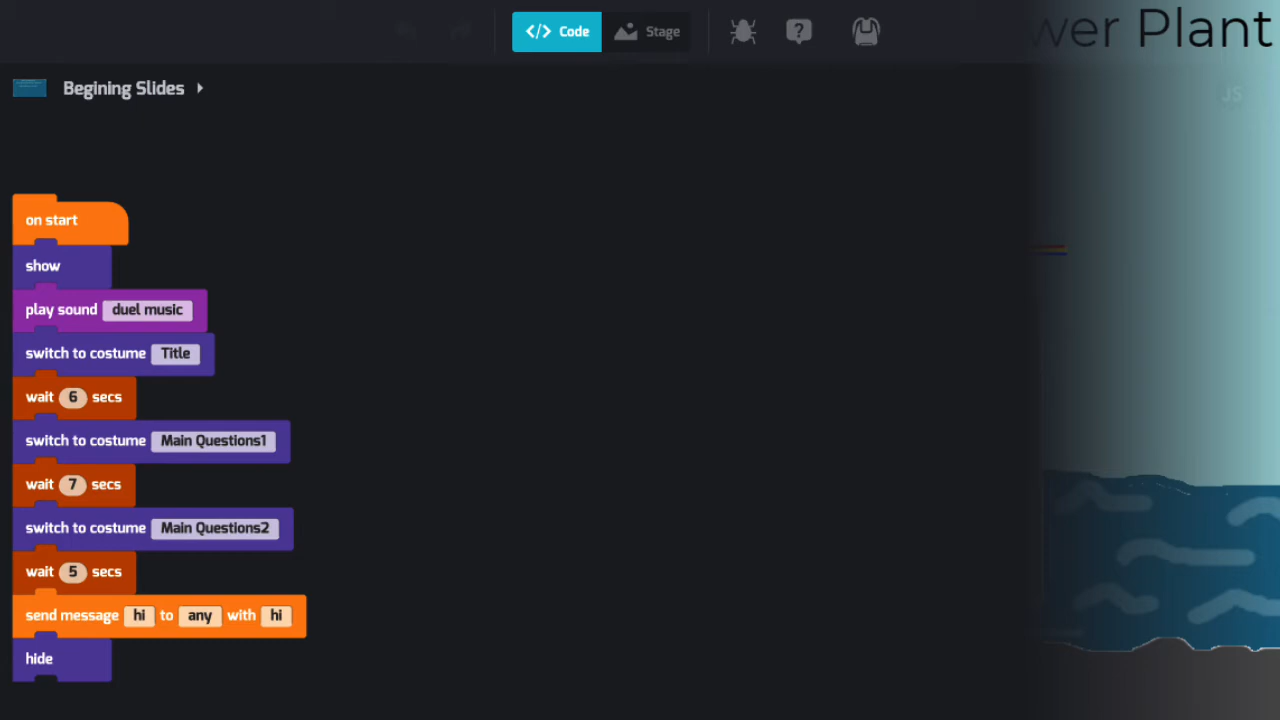 </> Code
Stage
wer Plant
Begining Slides
JS
on start
show
play sound duel music
switch to costume Title
wait 6 secs
switch to costume Main Questions1
wait 7 secs
switch to costume Main Questions2
wait 5 secs
send message hi to any with hi
hide